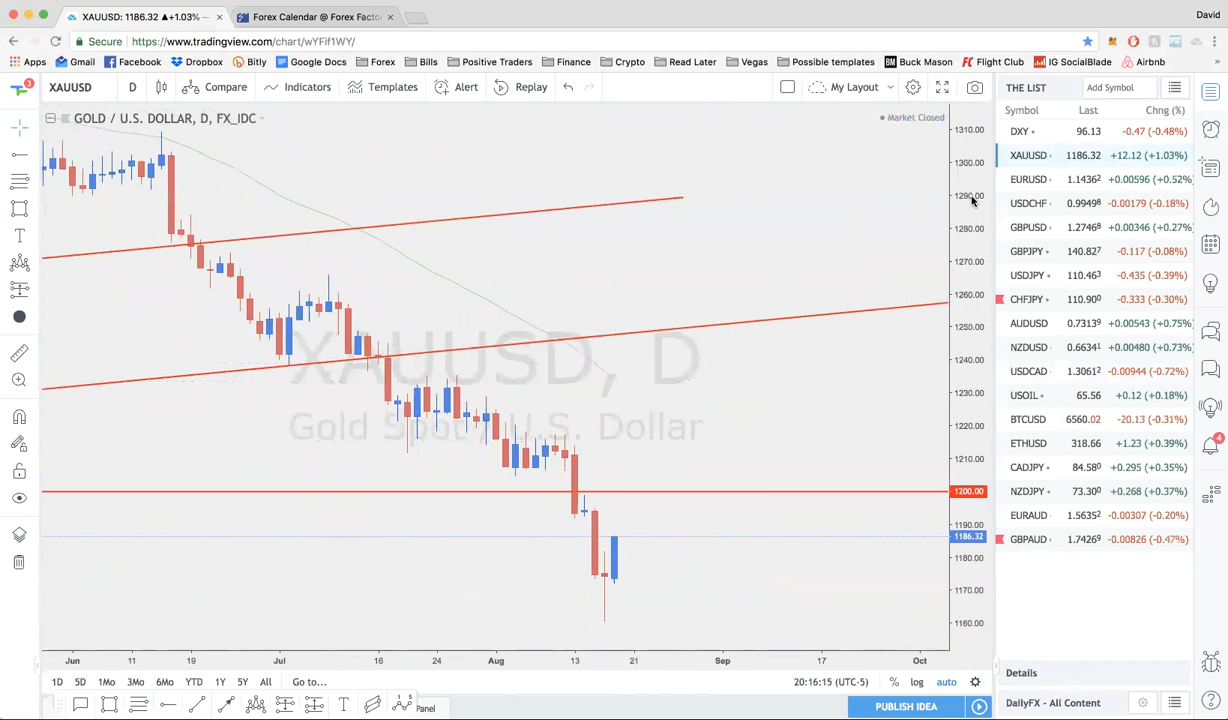 XAUUSD: 1186.32 ▲+1.03% —
Forex Calendar @ Forex Facto
David
Secure
https://www.tradingview.com/chart/wYFif1WY/
Apps Gmail Facebook Dropbox Bitly Google Docs Forex Bills Positive Traders Finance Crypto Read Later Vegas Possible templates Buck Mason Flight Club IG SocialBlade Airbnb »
3
XAUUSD D Compare Indicators Templates Alert Replay My Layout
THE LIST Add Symbol
Symbol Last Chng (%)
GOLD / U.S. DOLLAR, D, FX_IDC
Market Closed
DXY 96.13 -0.47 (-0.48%)
XAUUSD 1186.32 +12.12 (+1.03%)
EURUSD 1.1436² +0.00596 (+0.52%)
USDCHF 0.9949⁸ -0.00179 (-0.18%)
GBPUSD 1.2746⁸ +0.00346 (+0.27%)
GBPJPY 140.82⁷ -0.117 (-0.08%)
USDJPY 110.46³ -0.435 (-0.39%)
CHFJPY 110.90⁰ -0.333 (-0.30%)
AUDUSD 0.7313⁹ +0.00543 (+0.75%)
NZDUSD 0.6634¹ +0.00480 (+0.73%)
USDCAD 1.3061² -0.00944 (-0.72%)
USOIL 65.56 +0.12 (+0.18%)
BTCUSD 6560.02 -20.13 (-0.31%)
ETHUSD 318.66 +1.23 (+0.39%)
CADJPY 84.58⁰ +0.295 (+0.35%)
NZDJPY 73.30⁰ +0.268 (+0.37%)
EURAUD 1.5635² -0.00307 (-0.20%)
GBPAUD 1.7426⁹ -0.00826 (-0.47%)
4
1310.00
1300.00
1290.00
1280.00
1270.00
1260.00
1250.00
1240.00
1230.00
1220.00
1210.00
1200.00
1190.00
1186.32
1180.00
1170.00
1160.00
XAUUSD, D
Gold Spot / U.S. Dollar
Jun 11 19 Jul 16 24 Aug 13 21 Sep 17 Oct
1D 5D 1Mo 3Mo 6Mo YTD 1Y 5Y All Go to...
20:16:15 (UTC-5) % log auto
Details
T
Panel
PUBLISH IDEA
DailyFX - All Content